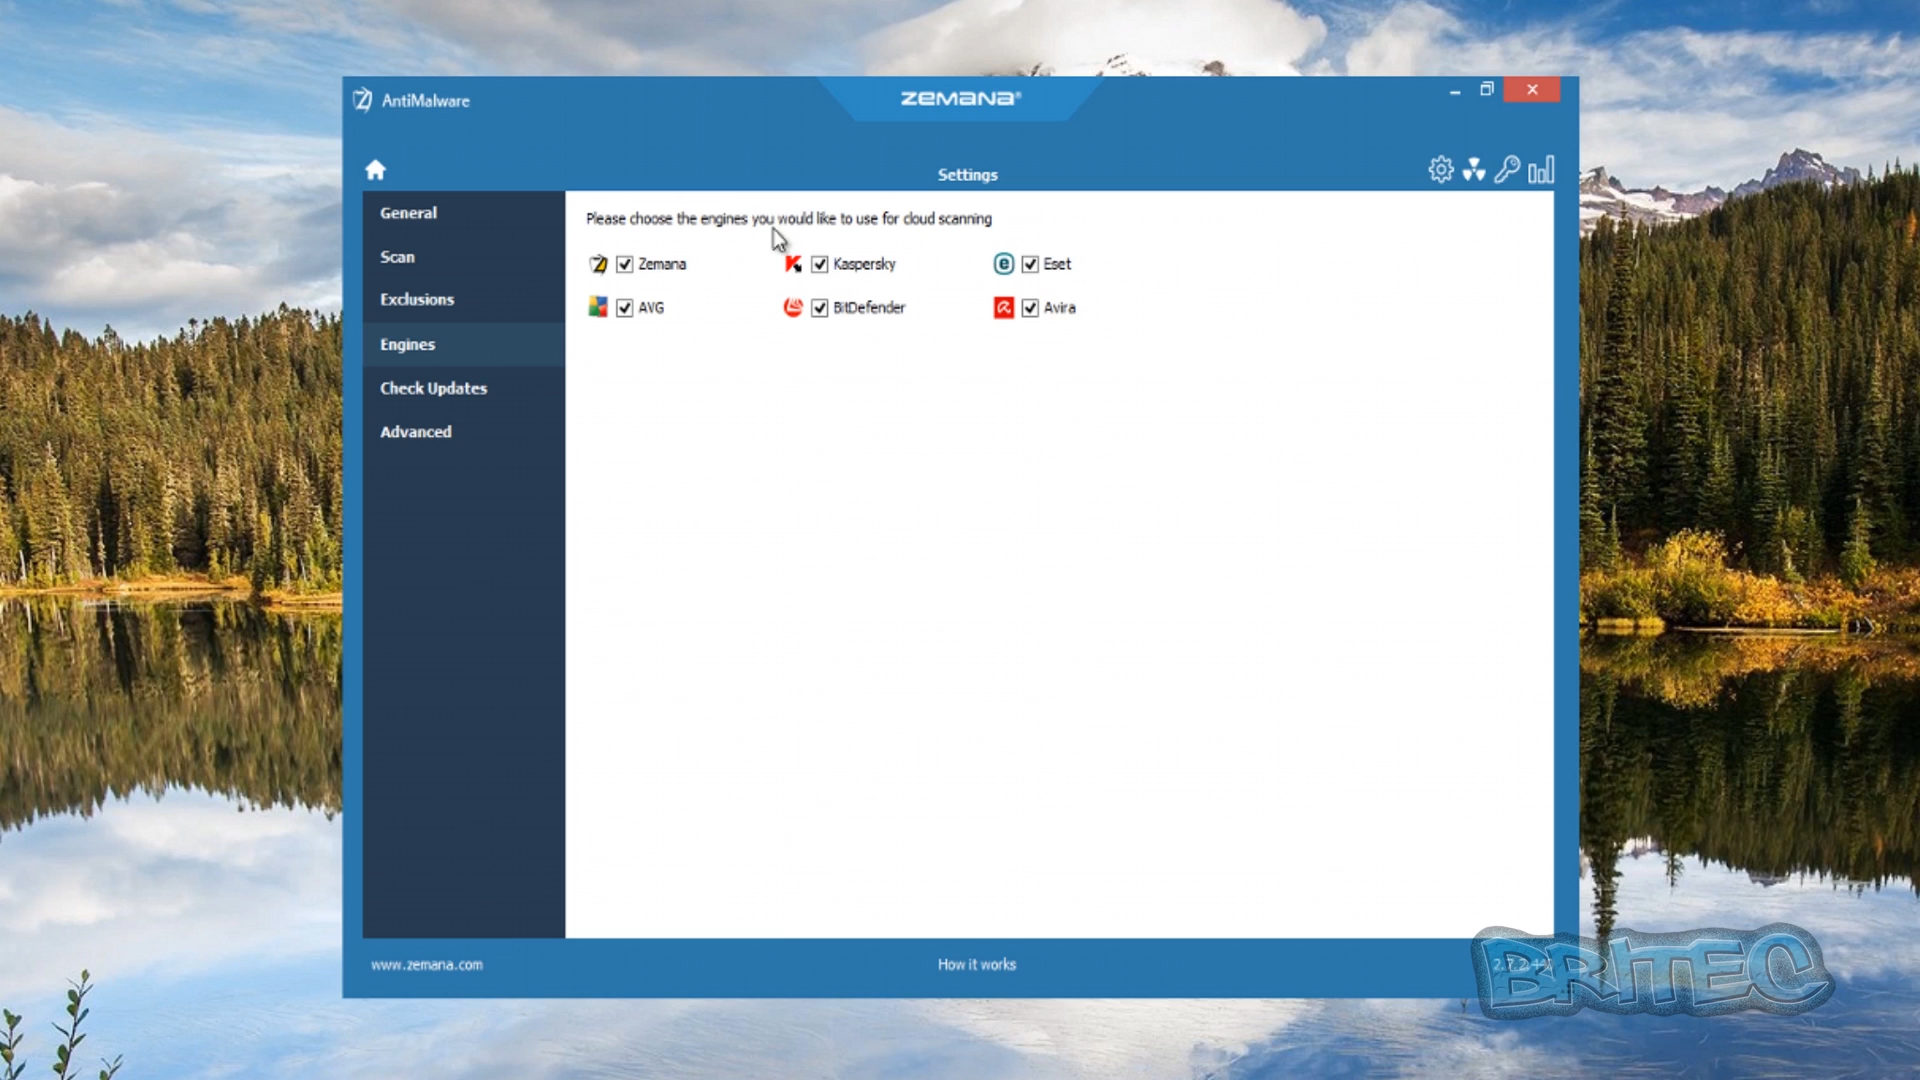 AntiMalware
ZEMANA®
Settings
General
Scan
Exclusions
Engines
Check Updates
Advanced
Please choose the engines you would like to use for cloud scanning
Zemana
Kaspersky
Eset
AVG
BitDefender
Avira
www.zemana.com
How it works
BRITEC